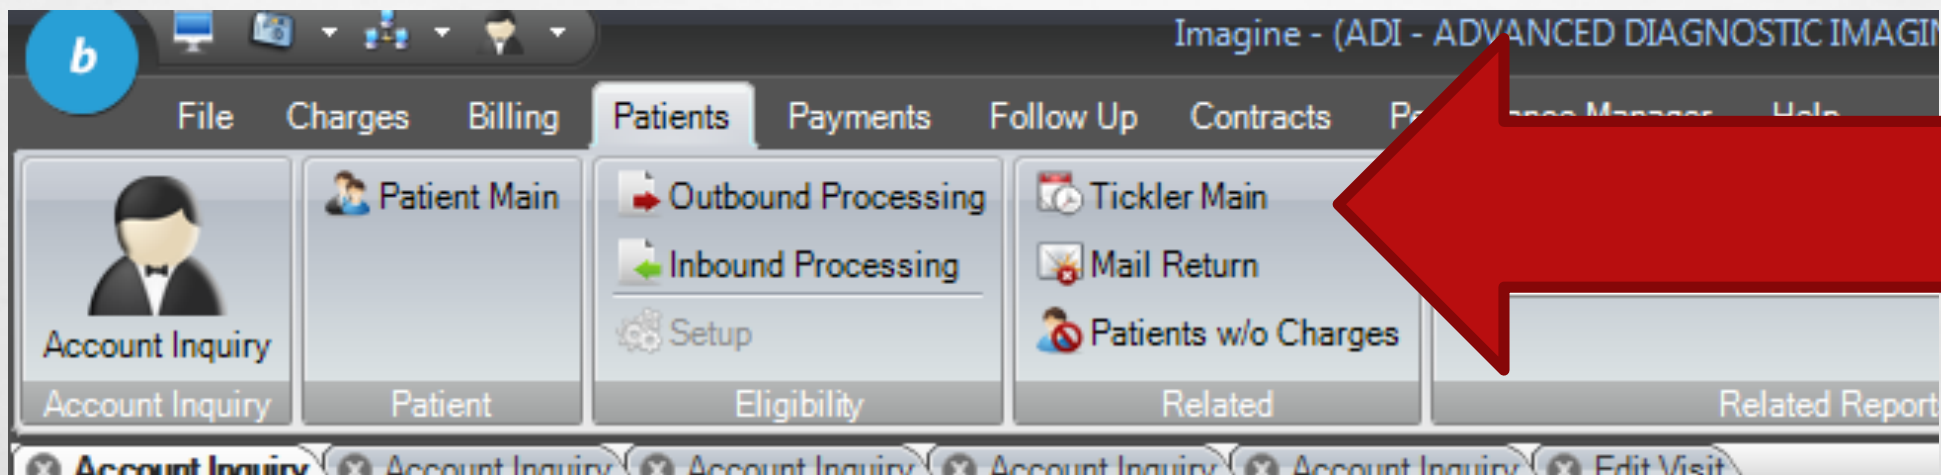 b
Imagine - (ADI - ADVANCED DIAGNOSTIC IMAGIN
File Charges Billing Patients Payments Follow Up Contracts Help
Account Inquiry
Account Inquiry
Patient Main
Patient
Outbound Processing
Inbound Processing
Setup
Eligibility
Tickler Main
Mail Return
Patients w/o Charges
Related
Related Report
Account Inquiry Account Inquiry Account Inquiry Account Inquiry Account Inquiry Edit Visit